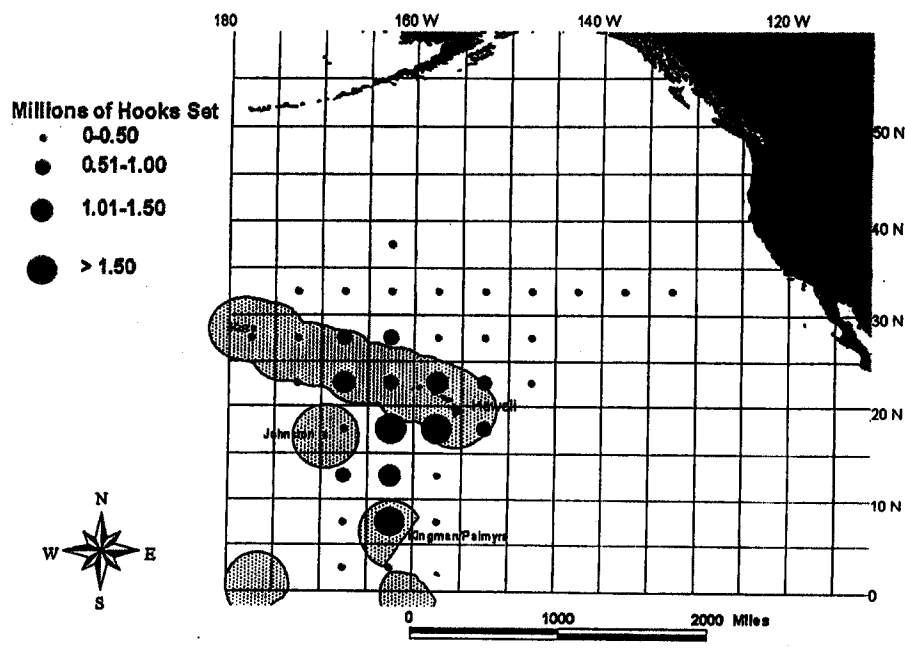 180 160 W 140 W 120 W
Millions of Hooks Set
0-0.50
0.51-1.00
1.01-1.50
> 1.50
50 N
40 N
30 N
20 N
10 N
Kingman/Palmyra
N
W E
S
0
0 1000 2000 Miles